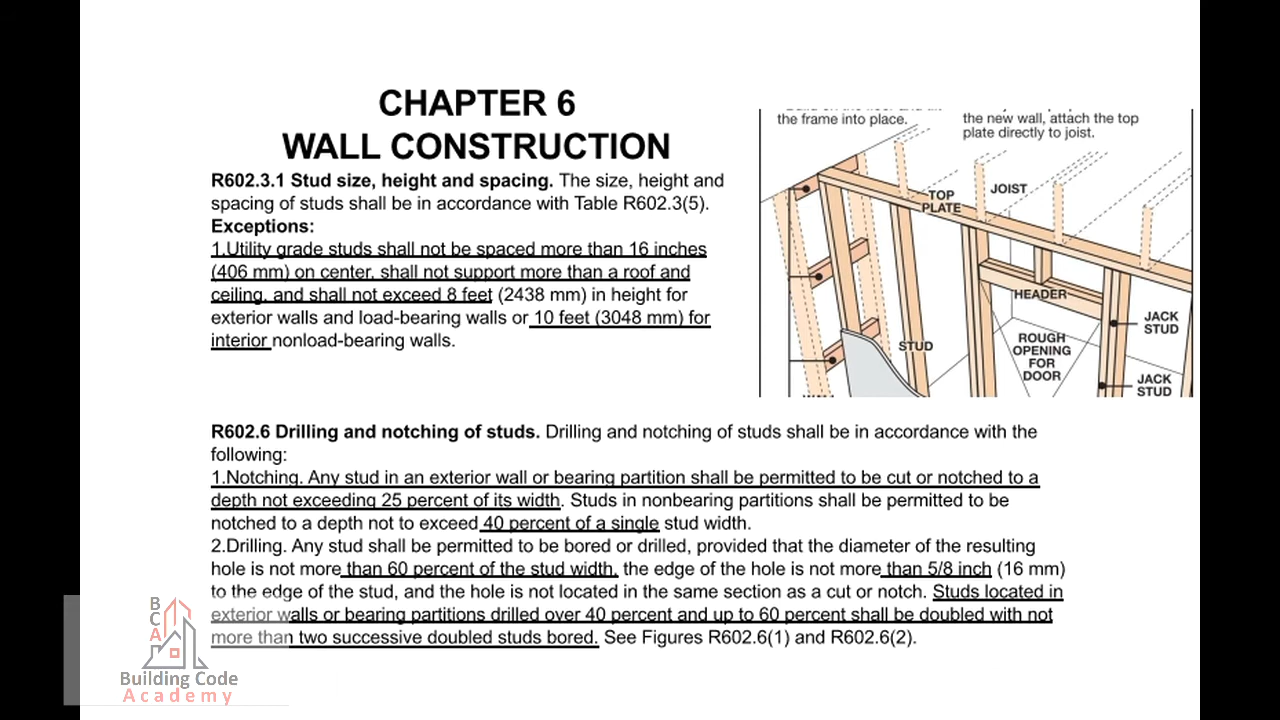 CHAPTER 6
WALL CONSTRUCTION
R602.3.1 Stud size, height and spacing. The size, height and
spacing of studs shall be in accordance with Table R602.3(5).
Exceptions:
1.Utility grade studs shall not be spaced more than 16 inches
(406 mm) on center, shall not support more than a roof and
ceiling, and shall not exceed 8 feet (2438 mm) in height for
exterior walls and load-bearing walls or 10 feet (3048 mm) for
interior nonload-bearing walls.
the frame into place.
the new wall, attach the top
plate directly to joist.
TOP
PLATE
JOIST
HEADER
STUD
ROUGH
OPENING
FOR
DOOR
JACK
STUD
JACK
STUD
R602.6 Drilling and notching of studs. Drilling and notching of studs shall be in accordance with the
following:
1.Notching. Any stud in an exterior wall or bearing partition shall be permitted to be cut or notched to a
depth not exceeding 25 percent of its width. Studs in nonbearing partitions shall be permitted to be
notched to a depth not to exceed 40 percent of a single stud width.
2.Drilling. Any stud shall be permitted to be bored or drilled, provided that the diameter of the resulting
hole is not more than 60 percent of the stud width, the edge of the hole is not more than 5/8 inch (16 mm)
to the edge of the stud, and the hole is not located in the same section as a cut or notch. Studs located in
exterior walls or bearing partitions drilled over 40 percent and up to 60 percent shall be doubled with not
more than two successive doubled studs bored. See Figures R602.6(1) and R602.6(2).
BCA
Building Code
Academy